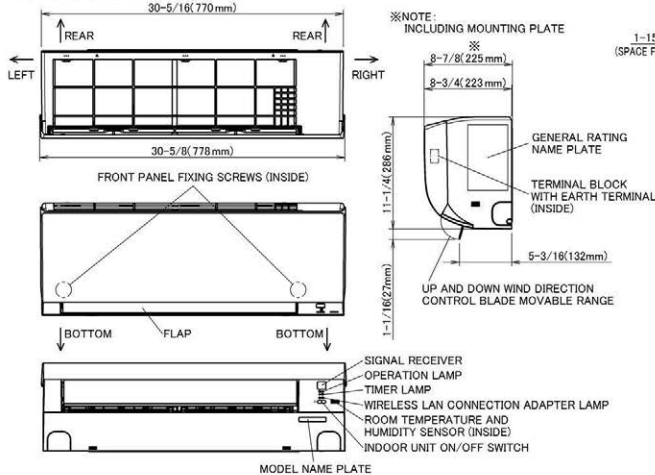 30-5/16(770mm)
REAR
REAR
LEFT
RIGHT
30-5/8(778mm)
※NOTE:
INCLUDING MOUNTING PLATE
※
8-7/8(225mm)
8-3/4(223mm)
1-15
(SPACE F
GENERAL RATING
NAME PLATE
TERMINAL BLOCK
WITH EARTH TERMINAL
(INSIDE)
11-1/4(286mm)
1-1/16(27mm)
5-3/16(132mm)
UP AND DOWN WIND DIRECTION
CONTROL BLADE MOVABLE RANGE
FRONT PANEL FIXING SCREWS (INSIDE)
BOTTOM
FLAP
BOTTOM
SIGNAL RECEIVER
OPERATION LAMP
TIMER LAMP
WIRELESS LAN CONNECTION ADAPTER LAMP
ROOM TEMPERATURE AND
HUMIDITY SENSOR (INSIDE)
INDOOR UNIT ON/OFF SWITCH
MODEL NAME PLATE